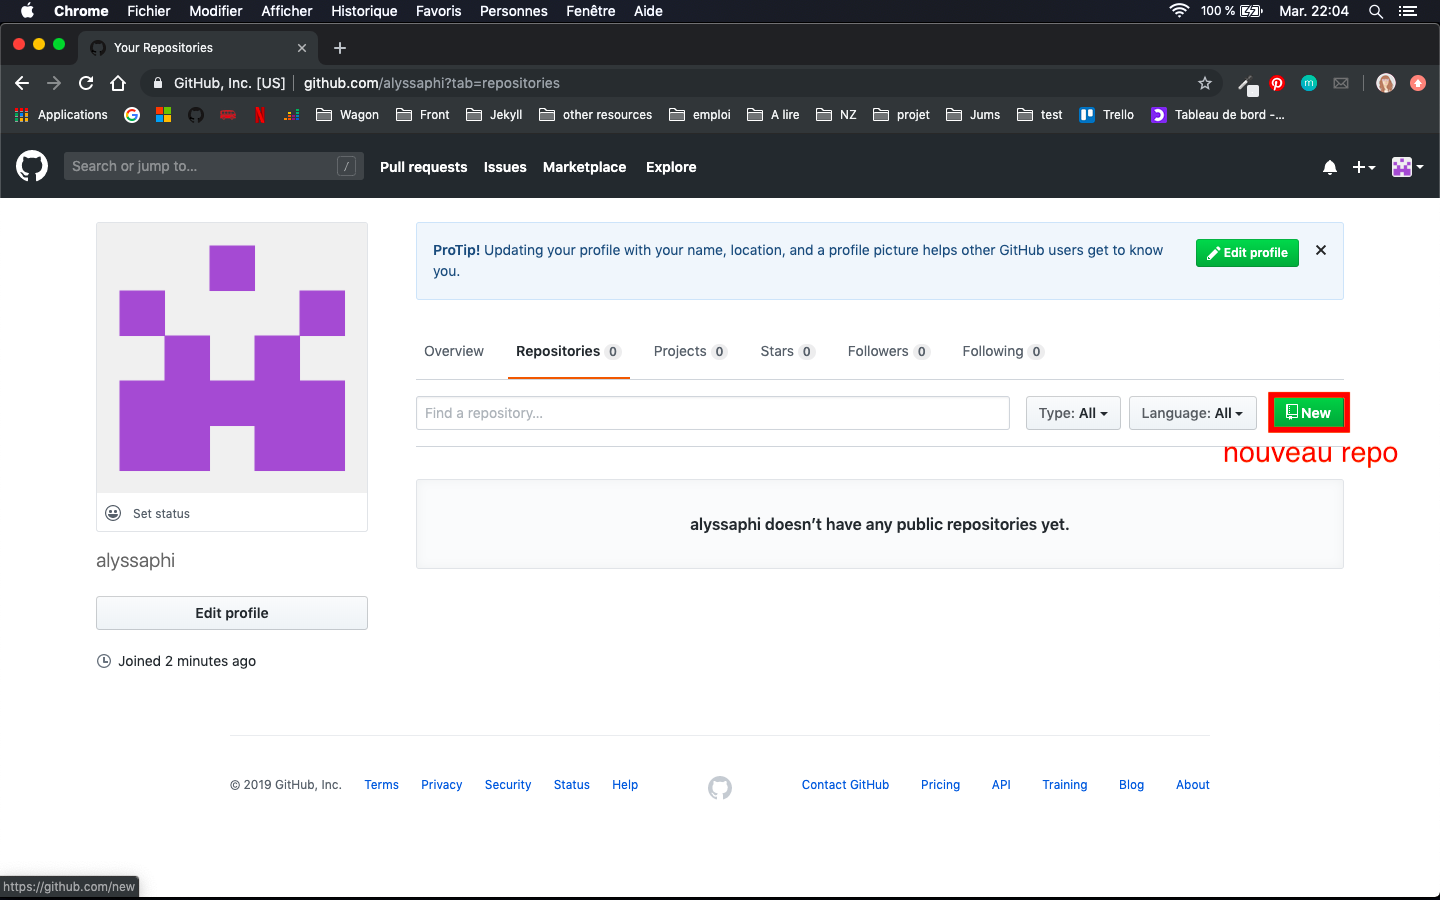 Chrome Fichier Modifier Afficher Historique Favoris Personnes Fenêtre Aide 100 % Mar. 22:04
Your Repositories
GitHub, Inc. [US] github.com/alyssaphi?tab=repositories
Applications Wagon Front Jekyll other resources emploi A lire NZ projet Jums test Trello Tableau de bord -...
Search or jump to... / Pull requests Issues Marketplace Explore
ProTip! Updating your profile with your name, location, and a profile picture helps other GitHub users get to know
you.
Edit profile
Overview Repositories 0 Projects 0 Stars 0 Followers 0 Following 0
Find a repository... Type: All Language: All New
nouveau repo
alyssaphi doesn't have any public repositories yet.
Set status
alyssaphi
Edit profile
Joined 2 minutes ago
© 2019 GitHub, Inc. Terms Privacy Security Status Help Contact GitHub Pricing API Training Blog About
https://github.com/new